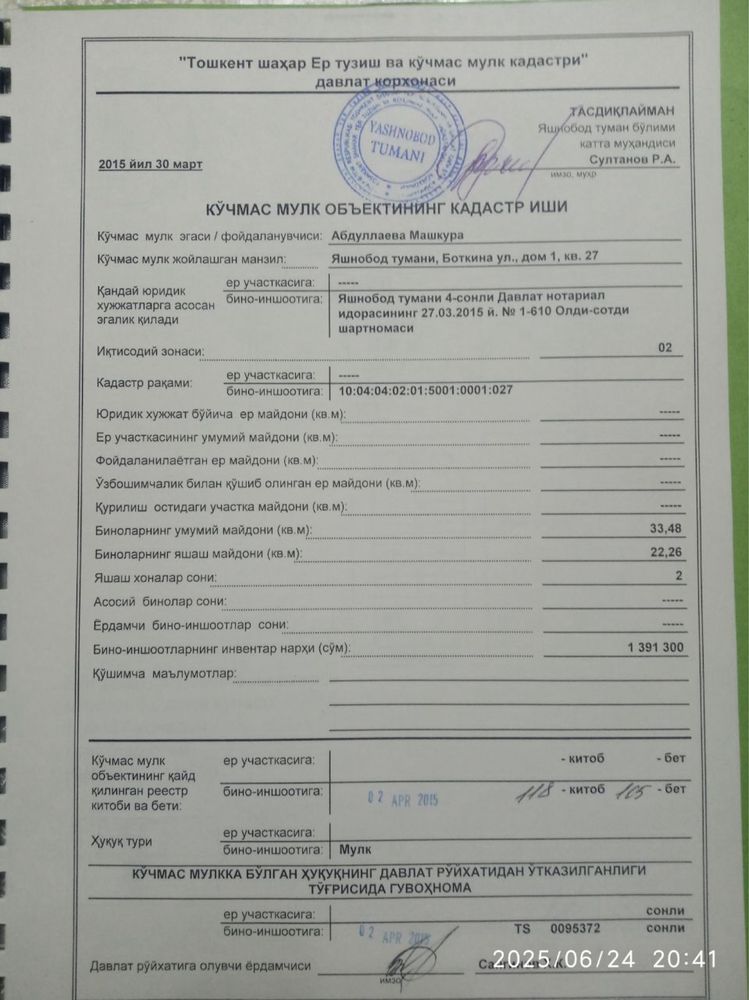 "Тошкент шаҳар Ер тузиш ва кўчмас мулк кадастри"
давлат корхонаси
YASHNOBOD
TUMANI
ТАСДИҚЛАЙМАН
Яшнобод туман бўлими
катта муҳандиси
Султанов Р.А.
имзо, муҳр
2015 йил 30 март
КЎЧМАС МУЛК ОБЪЕКТИНИНГ КАДАСТР ИШИ
Кўчмас мулк эгаси / фойдаланувчиси: Абдуллаева Машкура
Кўчмас мулк жойлашган манзил: Яшнобод тумани, Боткина ул., дом 1, кв. 27
Қандай юридик хужжатларга асосан эгалик қилади
ер участкасига: -----
бино-иншоотига: Яшнобод тумани 4-сонли Давлат нотариал
идорасининг 27.03.2015 й. № 1-610 Олди-сотди
шартномаси
Иқтисодий зонаси: 02
Кадастр рақами:
ер участкасига: -----
бино-иншоотига: 10:04:04:02:01:5001:0001:027
Юридик хужжат бўйича ер майдони (кв.м): -----
Ер участкасининг умумий майдони (кв.м): -----
Фойдаланилаётган ер майдони (кв.м): -----
Ўзбошимчалик билан қўшиб олинган ер майдони (кв.м): -----
Қурилиш остидаги участка майдони (кв.м): -----
Биноларнинг умумий майдони (кв.м): 33,48
Биноларнинг яшаш майдони (кв.м): 22,26
Яшаш хоналар сони: 2
Асосий бинолар сони: -----
Ёрдамчи бино-иншоотлар сони: -----
Бино-иншоотларнинг инвентар нархи (сўм): 1 391 300
Қўшимча маълумотлар:
Кўчмас мулк
объектининг қайд
қилинган реестр
китоби ва бети:
ер участкасига: - китоб - бет
бино-иншоотига: 02 APR 2015 118 - китоб 105 - бет
Ҳуқуқ тури
ер участкасига:
бино-иншоотига: Мулк
КЎЧМАС МУЛККА БЎЛГАН ҲУҚУҚНИНГ ДАВЛАТ РЎЙХАТИДАН ЎТКАЗИЛГАНЛИГИ
ТЎҒРИСИДА ГУВОҲНОМА
ер участкасига: сонли
бино-иншоотига: 02 APR 2015 TS 0095372 сонли
Давлат рўйхатига олувчи ёрдамчиси
имзо
2025/06/24 20:41